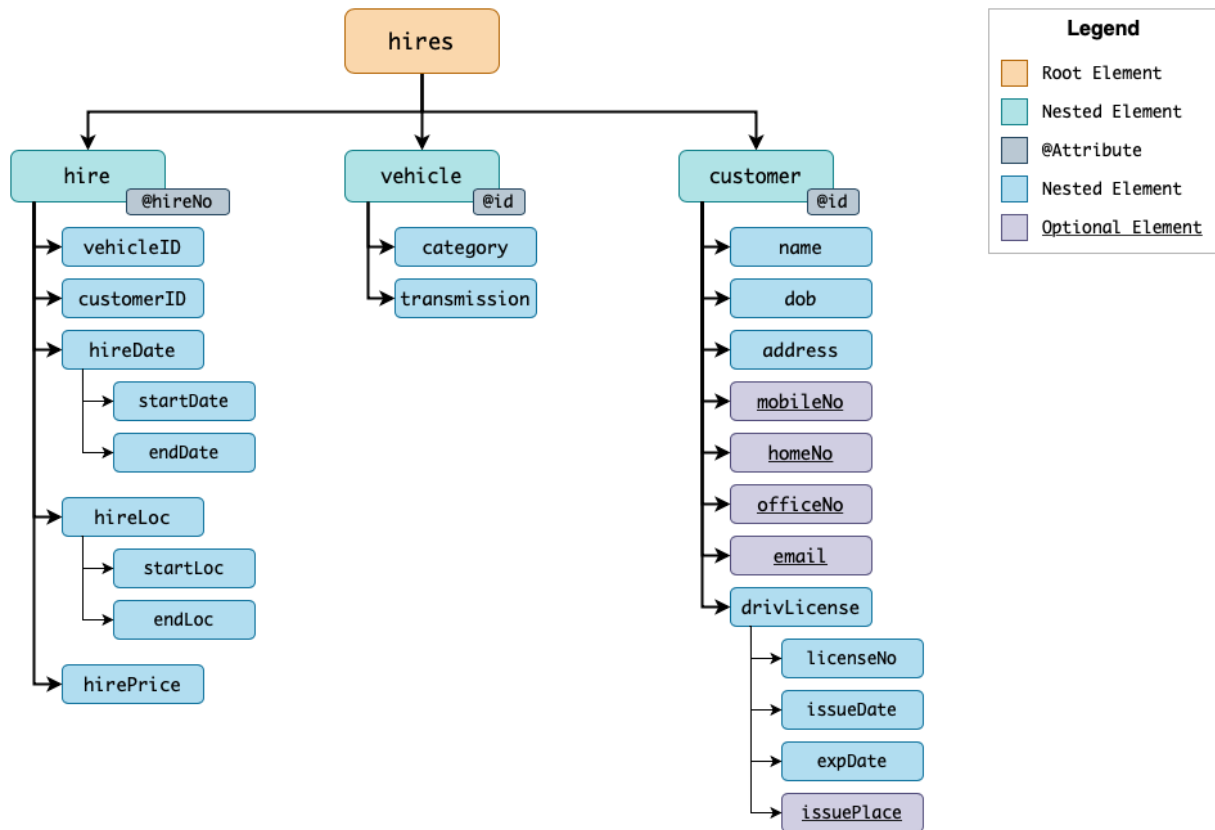 hires
Legend
Root Element
Nested Element
@Attribute
Nested Element
Optional Element
hire
@hireNo
vehicleID
customerID
hireDate
startDate
endDate
hireLoc
startLoc
endLoc
hirePrice
vehicle
@id
category
transmission
customer
@id
name
dob
address
mobileNo
homeNo
officeNo
email
drivLicense
licenseNo
issueDate
expDate
issuePlace